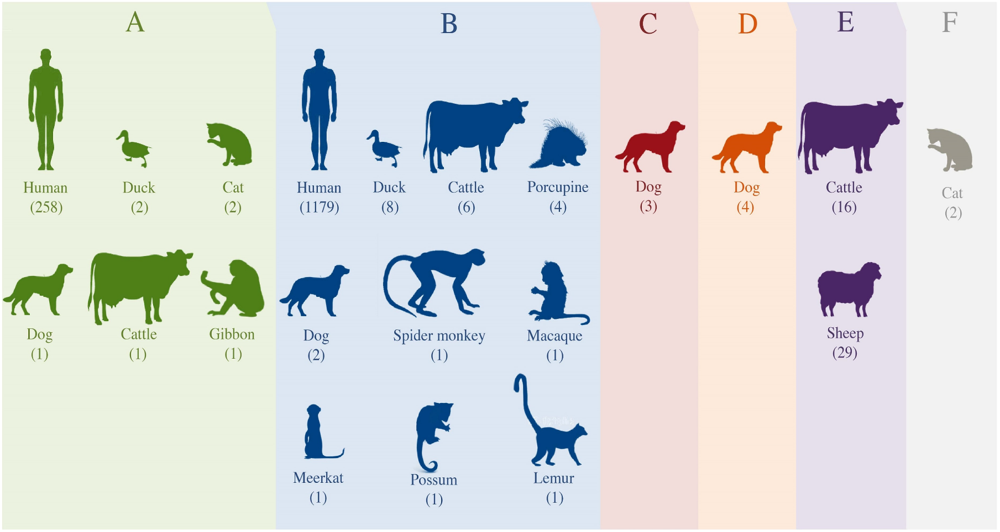 A
B
C
D
E
F
Human
(258)
Duck
(2)
Cat
(2)
Dog
(1)
Cattle
(1)
Gibbon
(1)
Human
(1179)
Duck
(8)
Cattle
(6)
Porcupine
(4)
Dog
(2)
Spider monkey
(1)
Macaque
(1)
Meerkat
(1)
Possum
(1)
Lemur
(1)
Dog
(3)
Dog
(4)
Cattle
(16)
Sheep
(29)
Cat
(2)